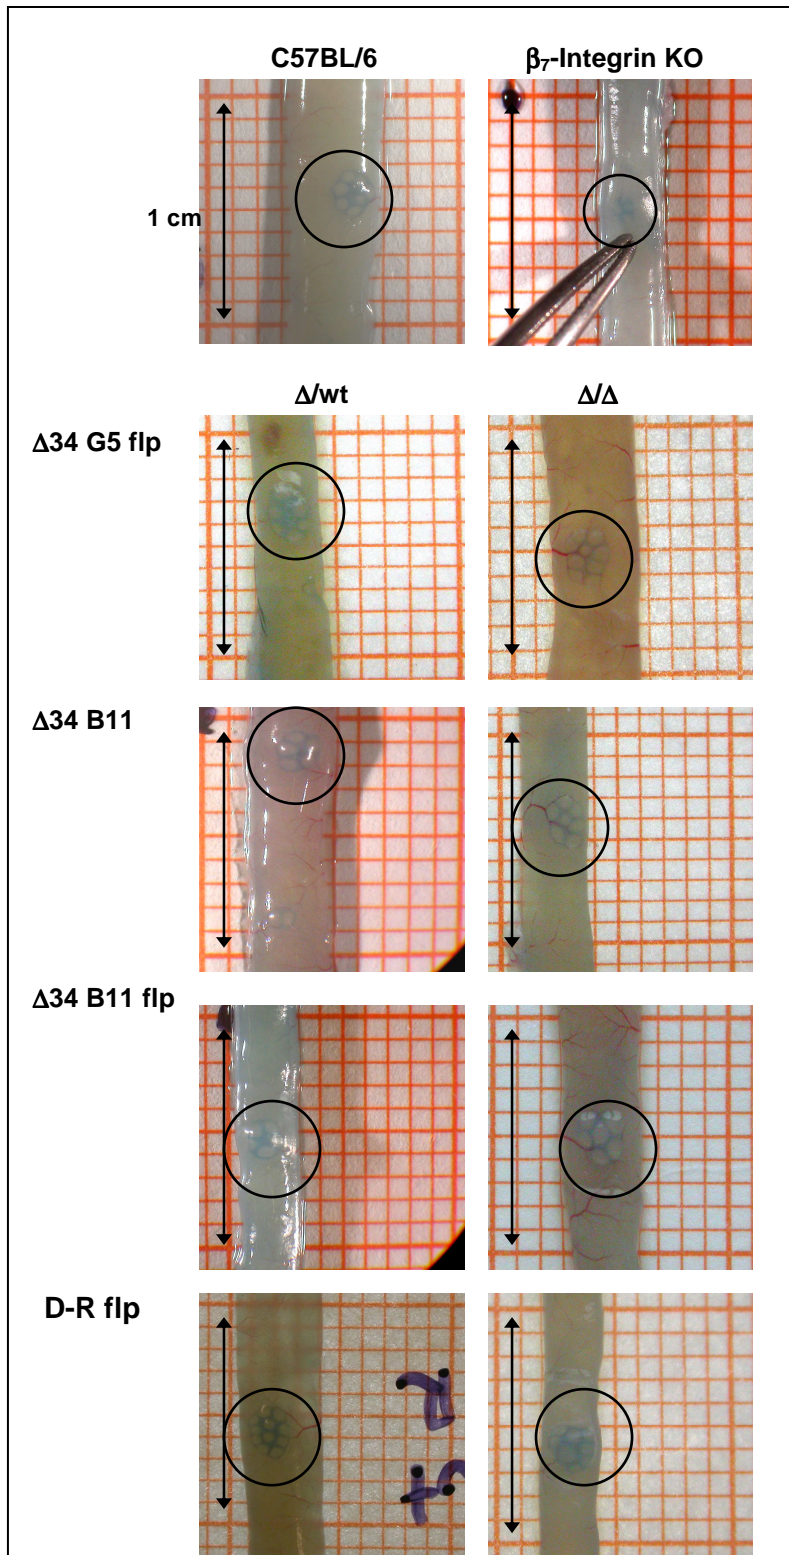 C57BL/6 β7-Integrin KO
1 cm
Δ/wt Δ/Δ
Δ34 G5 flp
Δ34 B11
Δ34 B11 flp
D-R flp